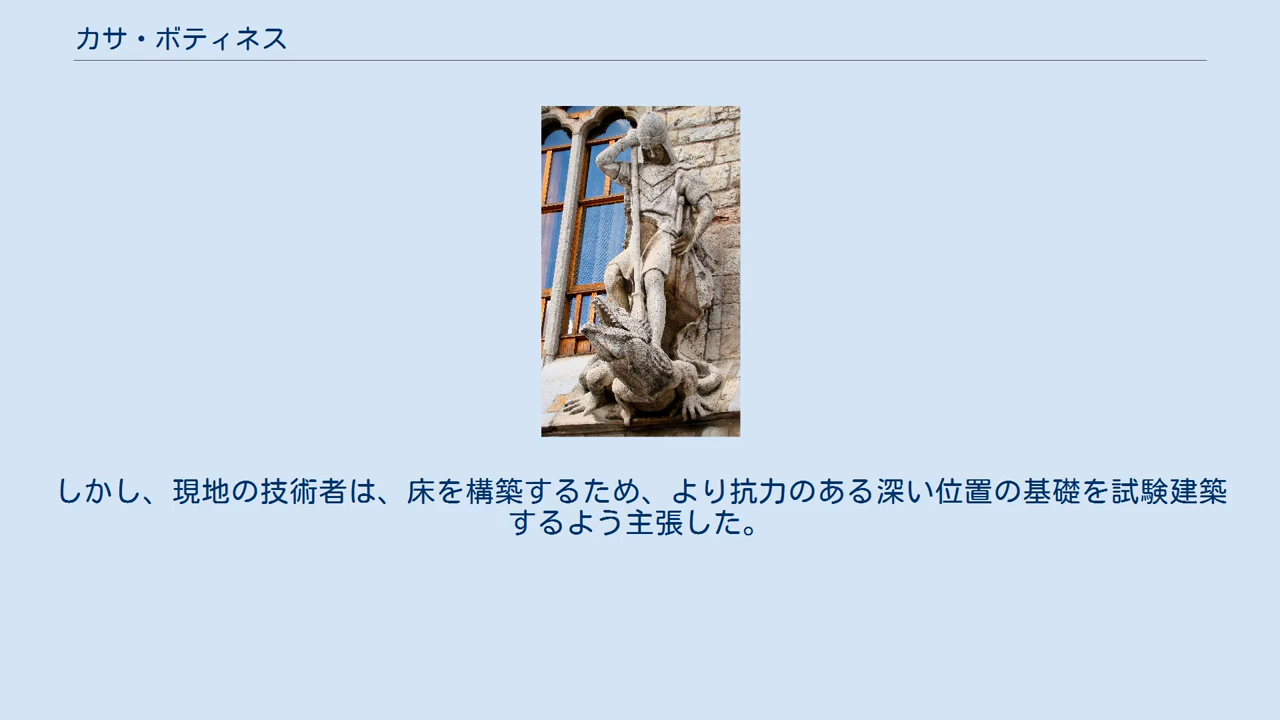 カサ・ボティネス
しかし、現地の技術者は、床を構築するため、より抗力のある深い位置の基礎を試験建築
するよう主張した。